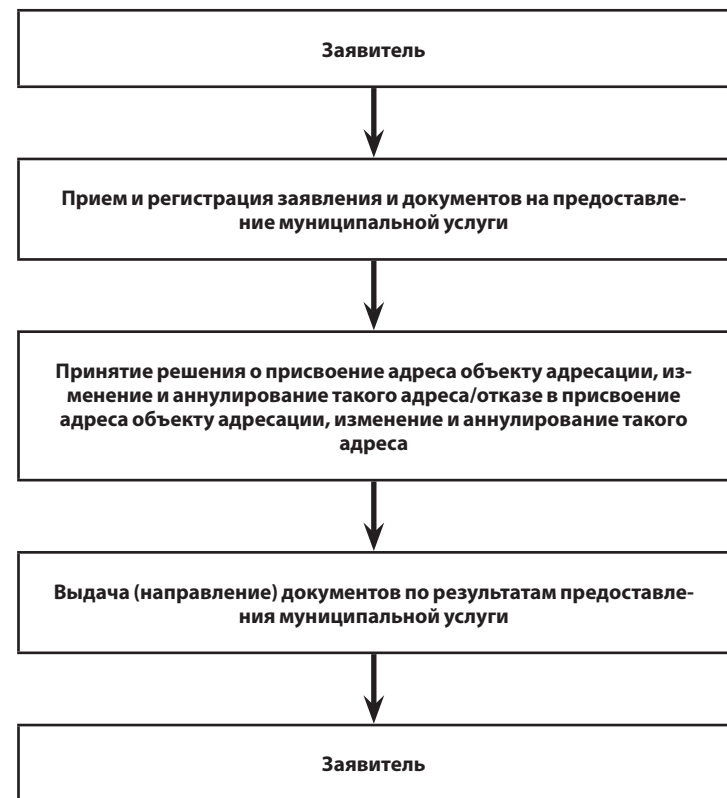 Заявитель
Прием и регистрация заявления и документов на предоставле-
ние муниципальной услуги
Принятие решения о присвоение адреса объекту адресации, из-
менение и аннулирование такого адреса/отказе в присвоение
адреса объекту адресации, изменение и аннулирование такого
адреса
Выдача (направление) документов по результатам предоставле-
ния муниципальной услуги
Заявитель